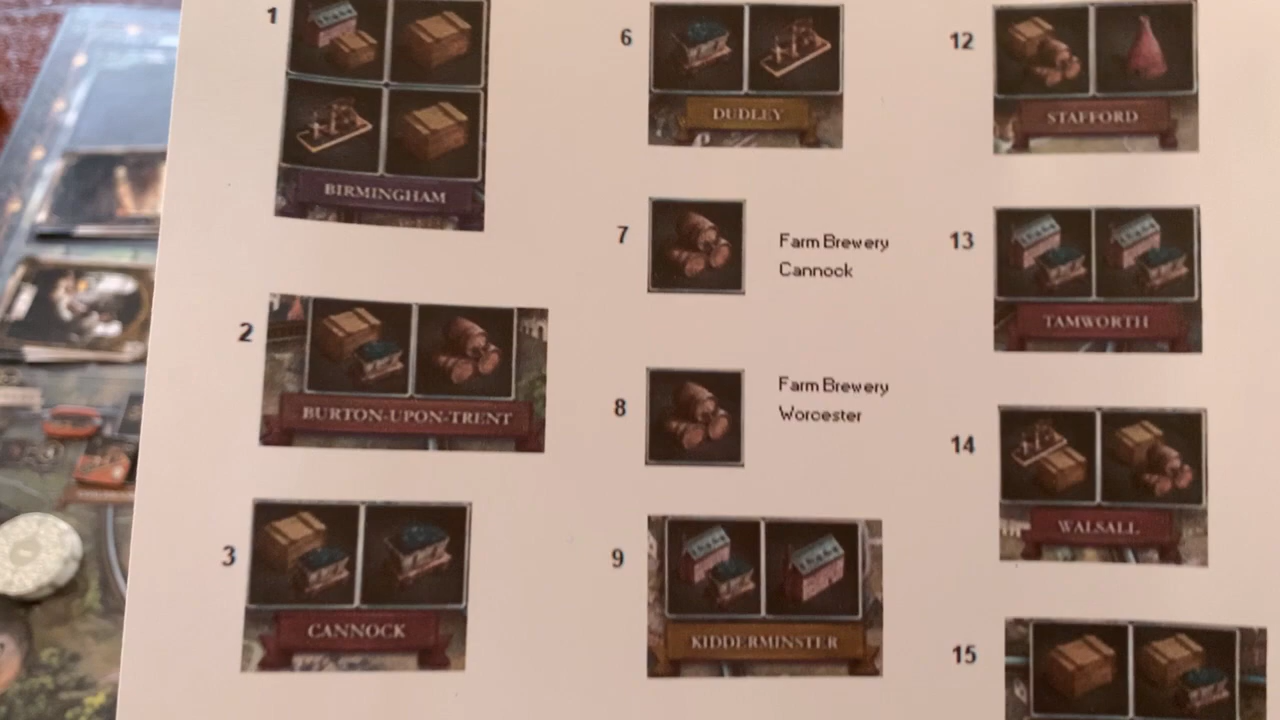 1
BIRMINGHAM
2
BURTON-UPON-TRENT
3
CANNOCK
6
DUDLEY
7
Farm Brewery
Cannock
8
Farm Brewery
Worcester
9
KIDDERMINSTER
12
STAFFORD
13
TAMWORTH
14
WALSALL
15